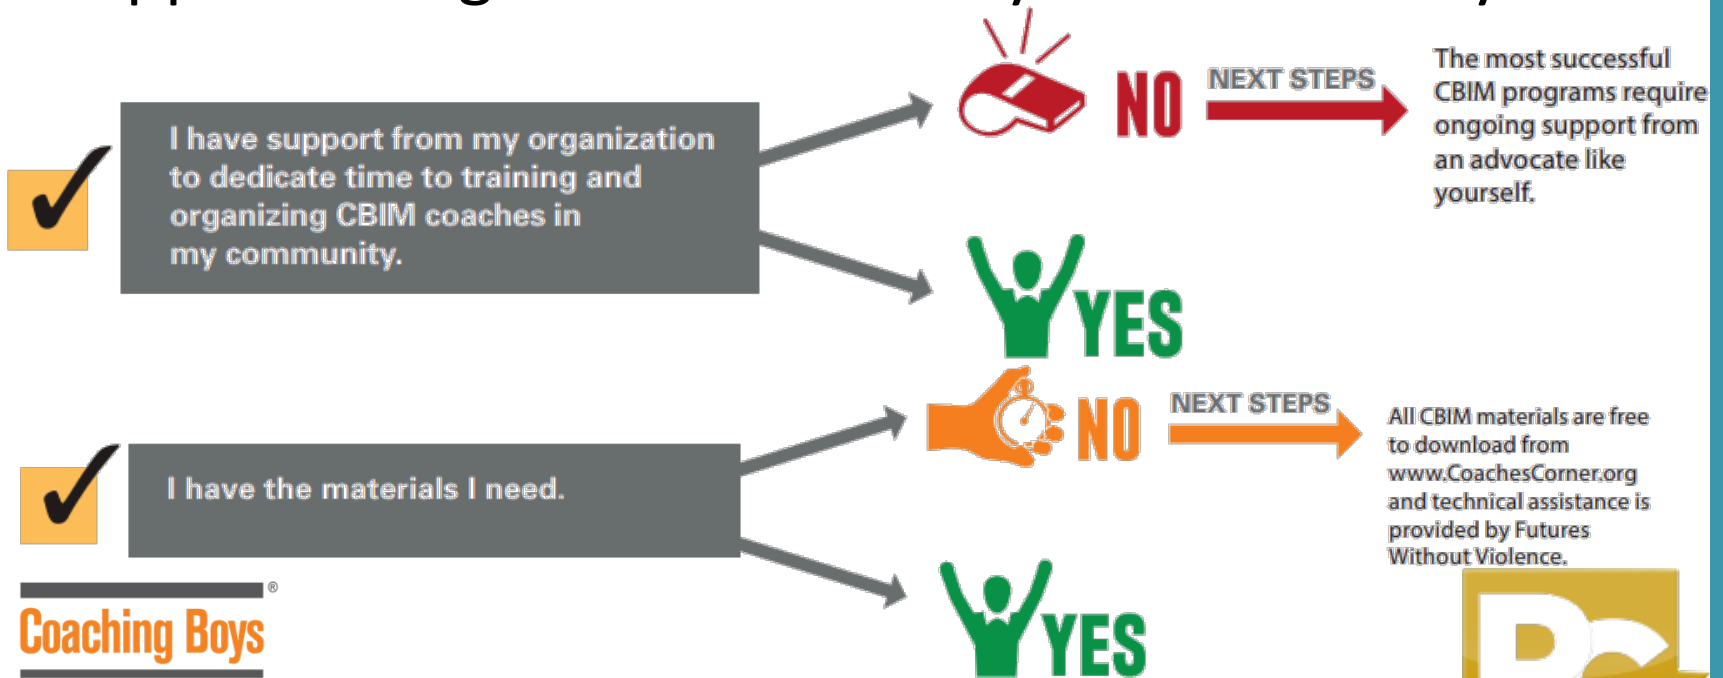 I have support from my organization
to dedicate time to training and
organizing CBIM coaches in
my community.
NO
NEXT STEPS
The most successful
CBIM programs require
ongoing support from
an advocate like
yourself.
YES
I have the materials I need.
NO
NEXT STEPS
All CBIM materials are free
to download from
www.CoachesCorner.org
and technical assistance is
provided by Futures
Without Violence.
YES
Coaching Boys
®